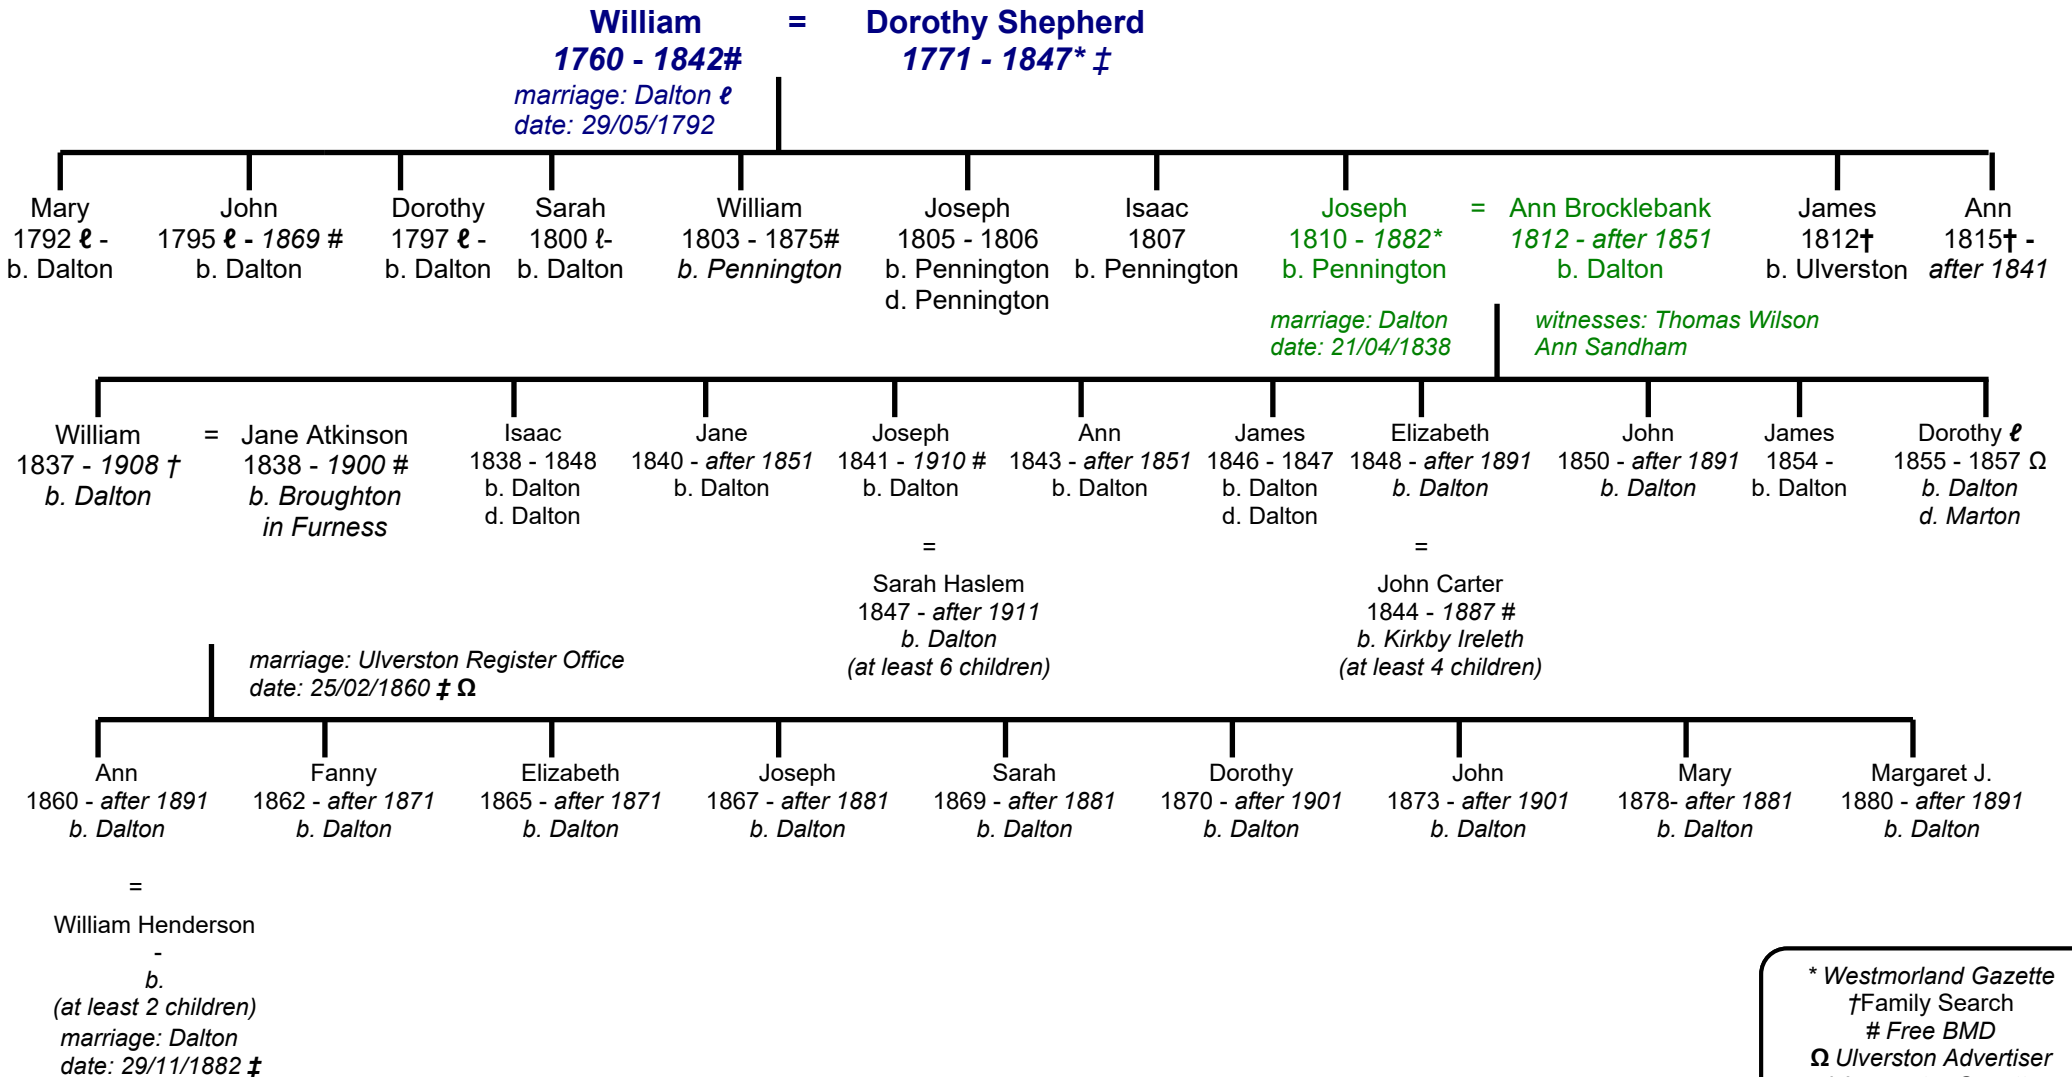 William = Dorothy Shepherd
1760 - 1842# 1771 - 1847* ‡
marriage: Dalton ℓ
date: 29/05/1792
Mary
1792 ℓ -
b. Dalton
John
1795 ℓ - 1869 #
b. Dalton
Dorothy
1797 ℓ -
b. Dalton
Sarah
1800 ℓ-
b. Dalton
William
1803 - 1875#
b. Pennington
Joseph
1805 - 1806
b. Pennington
d. Pennington
Isaac
1807
b. Pennington
Joseph
1810 - 1882*
b. Pennington
=
Ann Brocklebank
1812 - after 1851
b. Dalton
James
1812†
b. Ulverston
Ann
1815† -
after 1841
marriage: Dalton
date: 21/04/1838
witnesses: Thomas Wilson
Ann Sandham
William
1837 - 1908 †
b. Dalton
=
Jane Atkinson
1838 - 1900 #
b. Broughton
in Furness
Isaac
1838 - 1848
b. Dalton
d. Dalton
Jane
1840 - after 1851
b. Dalton
Joseph
1841 - 1910 #
b. Dalton
Ann
1843 - after 1851
b. Dalton
James
1846 - 1847
b. Dalton
d. Dalton
Elizabeth
1848 - after 1891
b. Dalton
John
1850 - after 1891
b. Dalton
James
1854 -
b. Dalton
Dorothy ℓ
1855 - 1857 Ω
b. Dalton
d. Marton
=
Sarah Haslem
1847 - after 1911
b. Dalton
(at least 6 children)
=
John Carter
1844 - 1887 #
b. Kirkby Ireleth
(at least 4 children)
marriage: Ulverston Register Office
date: 25/02/1860 ‡ Ω
Ann
1860 - after 1891
b. Dalton
Fanny
1862 - after 1871
b. Dalton
Elizabeth
1865 - after 1871
b. Dalton
Joseph
1867 - after 1881
b. Dalton
Sarah
1869 - after 1881
b. Dalton
Dorothy
1870 - after 1901
b. Dalton
John
1873 - after 1901
b. Dalton
Mary
1878- after 1881
b. Dalton
Margaret J.
1880 - after 1891
b. Dalton
=
William Henderson
-
b.
(at least 2 children)
marriage: Dalton
date: 29/11/1882 ‡
* Westmorland Gazette
†Family Search
# Free BMD
Ω Ulverston Advertiser